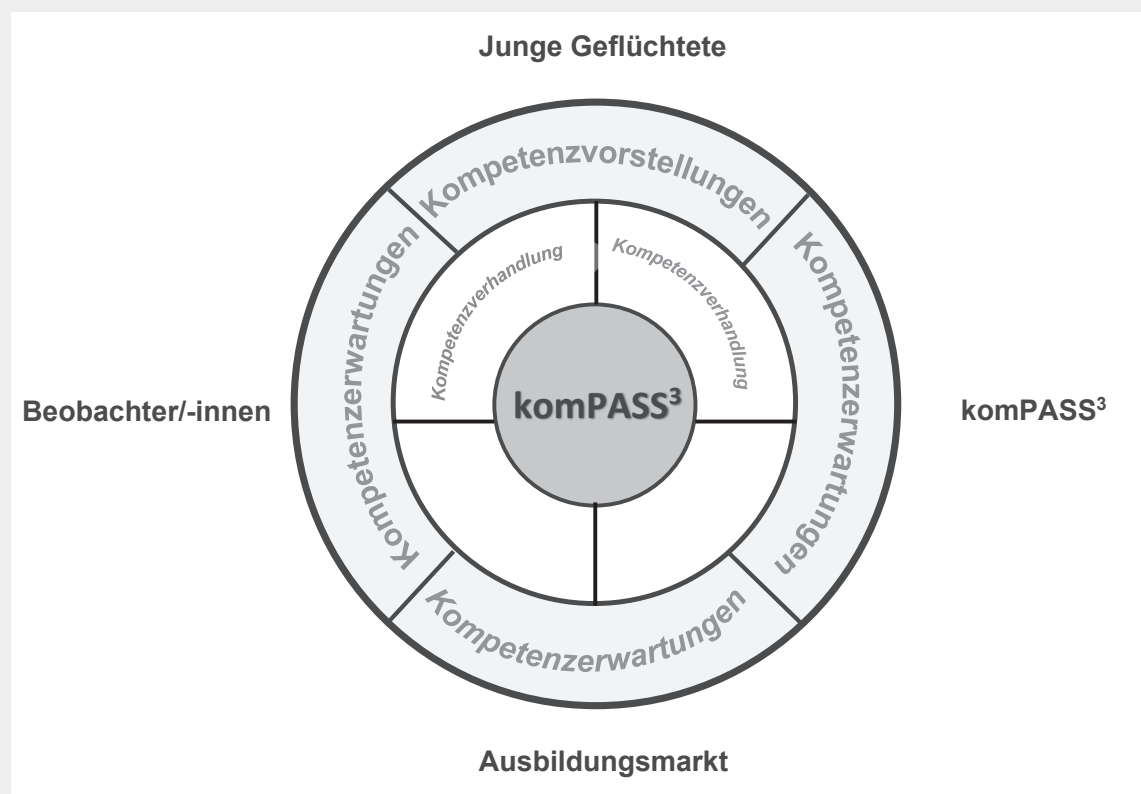 Junge Geflüchtete
Kompetenzvorstellungen
Kompetenzerwartungen
Kompetenzverhandlung
Kompetenzverhandlung
Kompetenzerwartungen
Beobachter/-innen
komPASS³
komPASS³
Kompetenzerwartungen
Ausbildungsmarkt